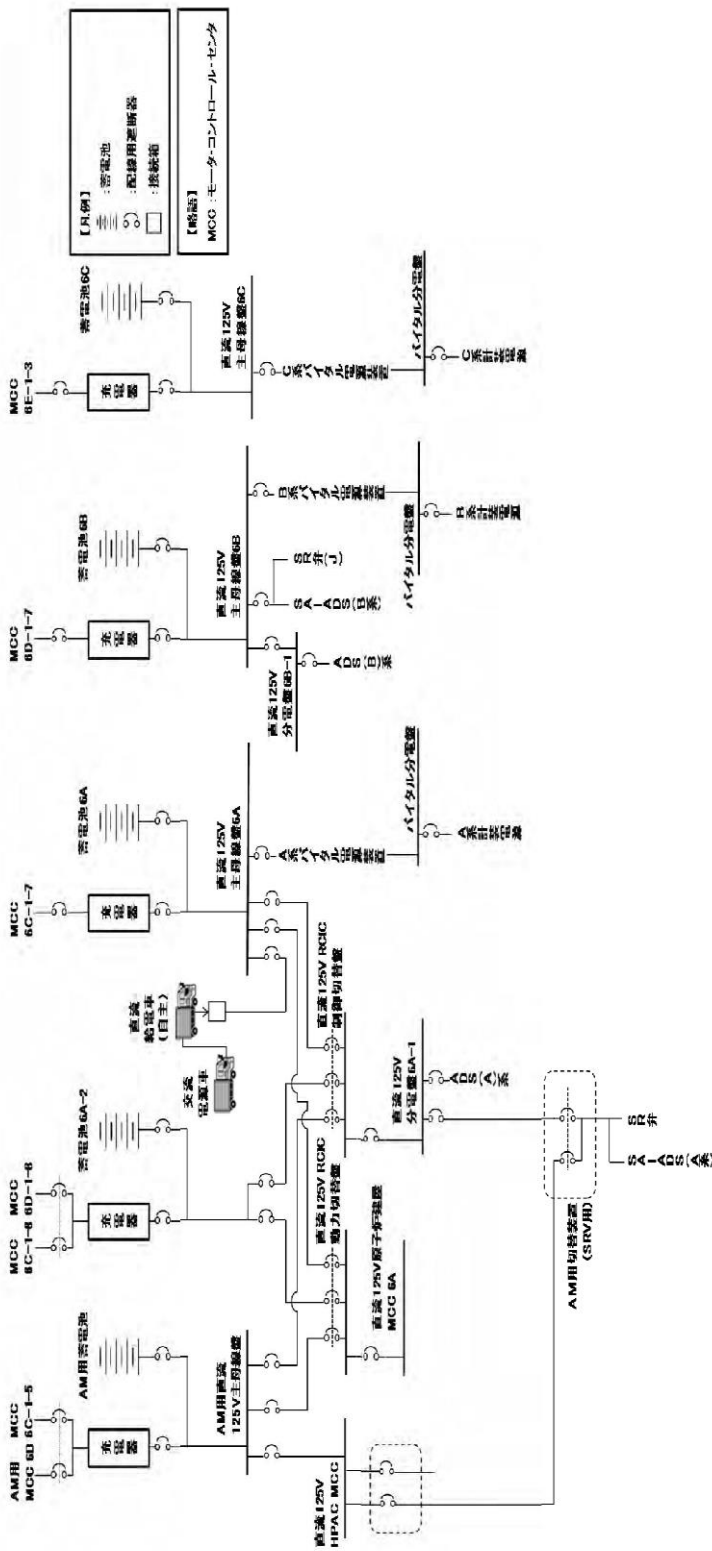 AM用
MCC 6D
MCC
6C-1-5
充電器
AM用蓄電池
AM用直流
125V主母線盤
直流125V
HPAC MCC
MCC
6C-1-6
MCC
6D-1-6
充電器
蓄電池6A-2
直流125V RCIC
動力切替盤
直流125V原子炉建屋
MCC 6A
交流
電源車
直流
給電車
(自主)
直流125V RCIC
制御切替盤
直流125V
分電盤6A-1
ADS(A)系
AM用切替装置
(SRV用)
SR弁
SA-ADS(A系)
MCC
6C-1-7
充電器
蓄電池6A
直流125V
主母線盤6A
A系バイタル電源装置
バイタル分電盤
A系計装電源
MCC
6D-1-7
充電器
蓄電池6B
直流125V
主母線盤6B
直流125V
分電盤6B-1
ADS(B)系
SA-ADS(B系)
SR弁(J)
B系バイタル電源装置
バイタル分電盤
B系計装電源
MCC
6E-1-3
充電器
蓄電池6C
直流125V
主母線盤6C
C系バイタル電源装置
バイタル分電盤
C系計装電源
【凡例】
:蓄電池
:配線用遮断器
:接続箱
【略語】
MCC :モータ・コントロール・センタ